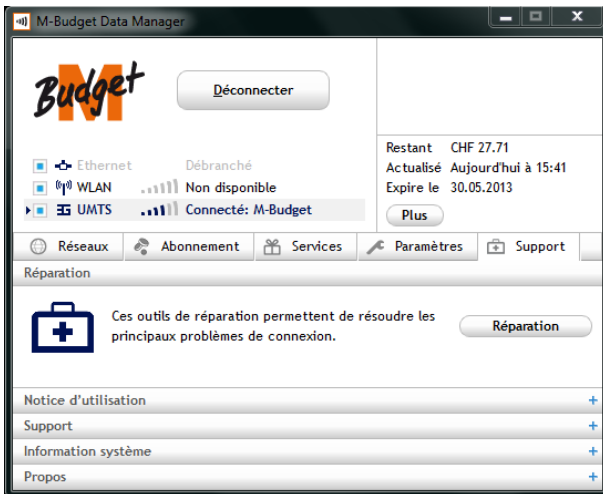 M-Budget Data Manager
M Budget
Déconnecter
Ethernet Débranché
WLAN Non disponible
3G UMTS Connecté: M-Budget
Restant CHF 27.71
Actualisé Aujourd'hui à 15:41
Expire le 30.05.2013
Plus
Réseaux Abonnement Services Paramètres Support
Réparation
Ces outils de réparation permettent de résoudre les
principaux problèmes de connexion.
Réparation
Notice d'utilisation
Support
Information système
Propos